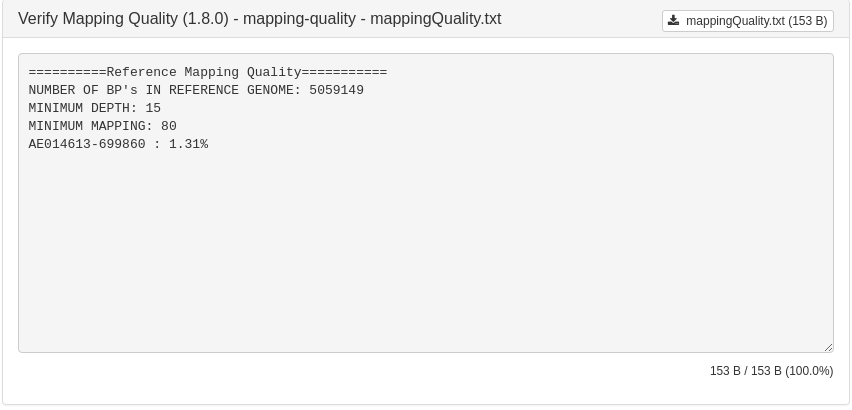 Verify Mapping Quality (1.8.0) - mapping-quality - mappingQuality.txt
mappingQuality.txt (153 B)
==========Reference Mapping Quality===========
NUMBER OF BP's IN REFERENCE GENOME: 5059149
MINIMUM DEPTH: 15
MINIMUM MAPPING: 80
AE014613-699860 : 1.31%
153 B / 153 B (100.0%)